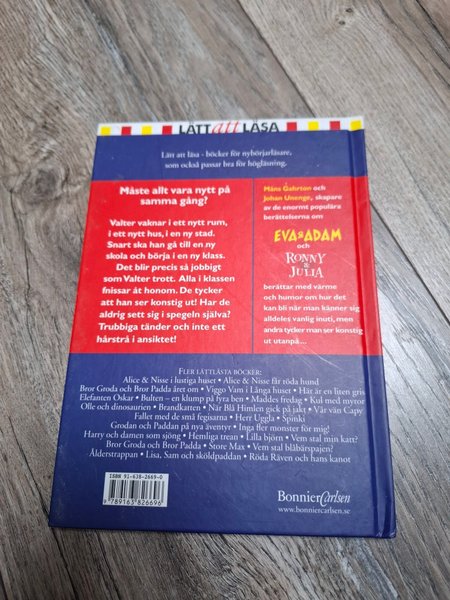 LÄTT att LÄSA
Lätt att läsa - böcker för nybörjarläsare,
som också passar bra för högläsning.
Måste allt vara nytt på
samma gång?
Valter vaknar i ett nytt rum,
i ett nytt hus, i en ny stad.
Snart ska han gå till en ny
skola och börja i en ny klass.
Det blir precis så jobbigt
som Valter trott. Alla i klassen
fnissar åt honom. De tycker
att han ser konstig ut! Har de
aldrig sett sig i spegeln själva?
Trubbiga tänder och inte ett
hårstrå i ansiktet!
Måns Gahrton och
Johan Unenge, skapare
av de enormt populära
berättelserna om
EVA & ADAM
och
RONNY
&
JULIA
berättar med värme
och humor om hur det
kan bli när man känner sig
alldeles vanlig inuti, men
andra tycker man ser konstig
ut utanpå...
FLER LÄTTLÄSTA BÖCKER:
Alice & Nisse i lustiga huset • Alice & Nisse får röda hund
Bror Groda och Bror Padda året om • Viggo Vam i Långa huset • Här är en liten gris
Elefanten Oskar • Bulten – en klump på fyra ben • Maddes fredag • Kul med myror
Offe och dinosaurien • Brandkatten • När Blå Himlen gick på jakt • Vår vän Capy
Fallet med de små fegisarna • Herr Uggla • Spinki
Grodan och Paddan på nya äventyr • Inga fler monster för mig!
Harry och damen som sjöng • Hemliga trean • Lilla björn • Vem stal min katt?
Bror Groda och Bror Padda • Store Max • Vem stal blåbärspajen?
Ålderstrappan • Lisa, Sam och sköldpaddan • Röda Räven och hans kanot
ISBN 91-638-2669-0
9 789163 826696
BonnierCarlsen
www.bonniercarlsen.se